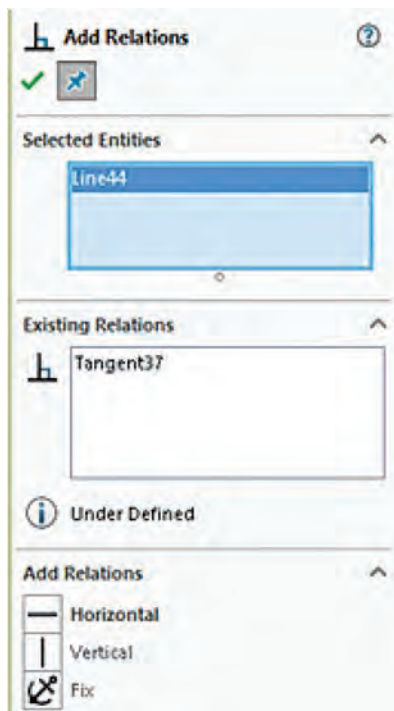 Add Relations
Selected Entities
Line44
Existing Relations
Tangent37
Under Defined
Add Relations
Horizontal
Vertical
Fix